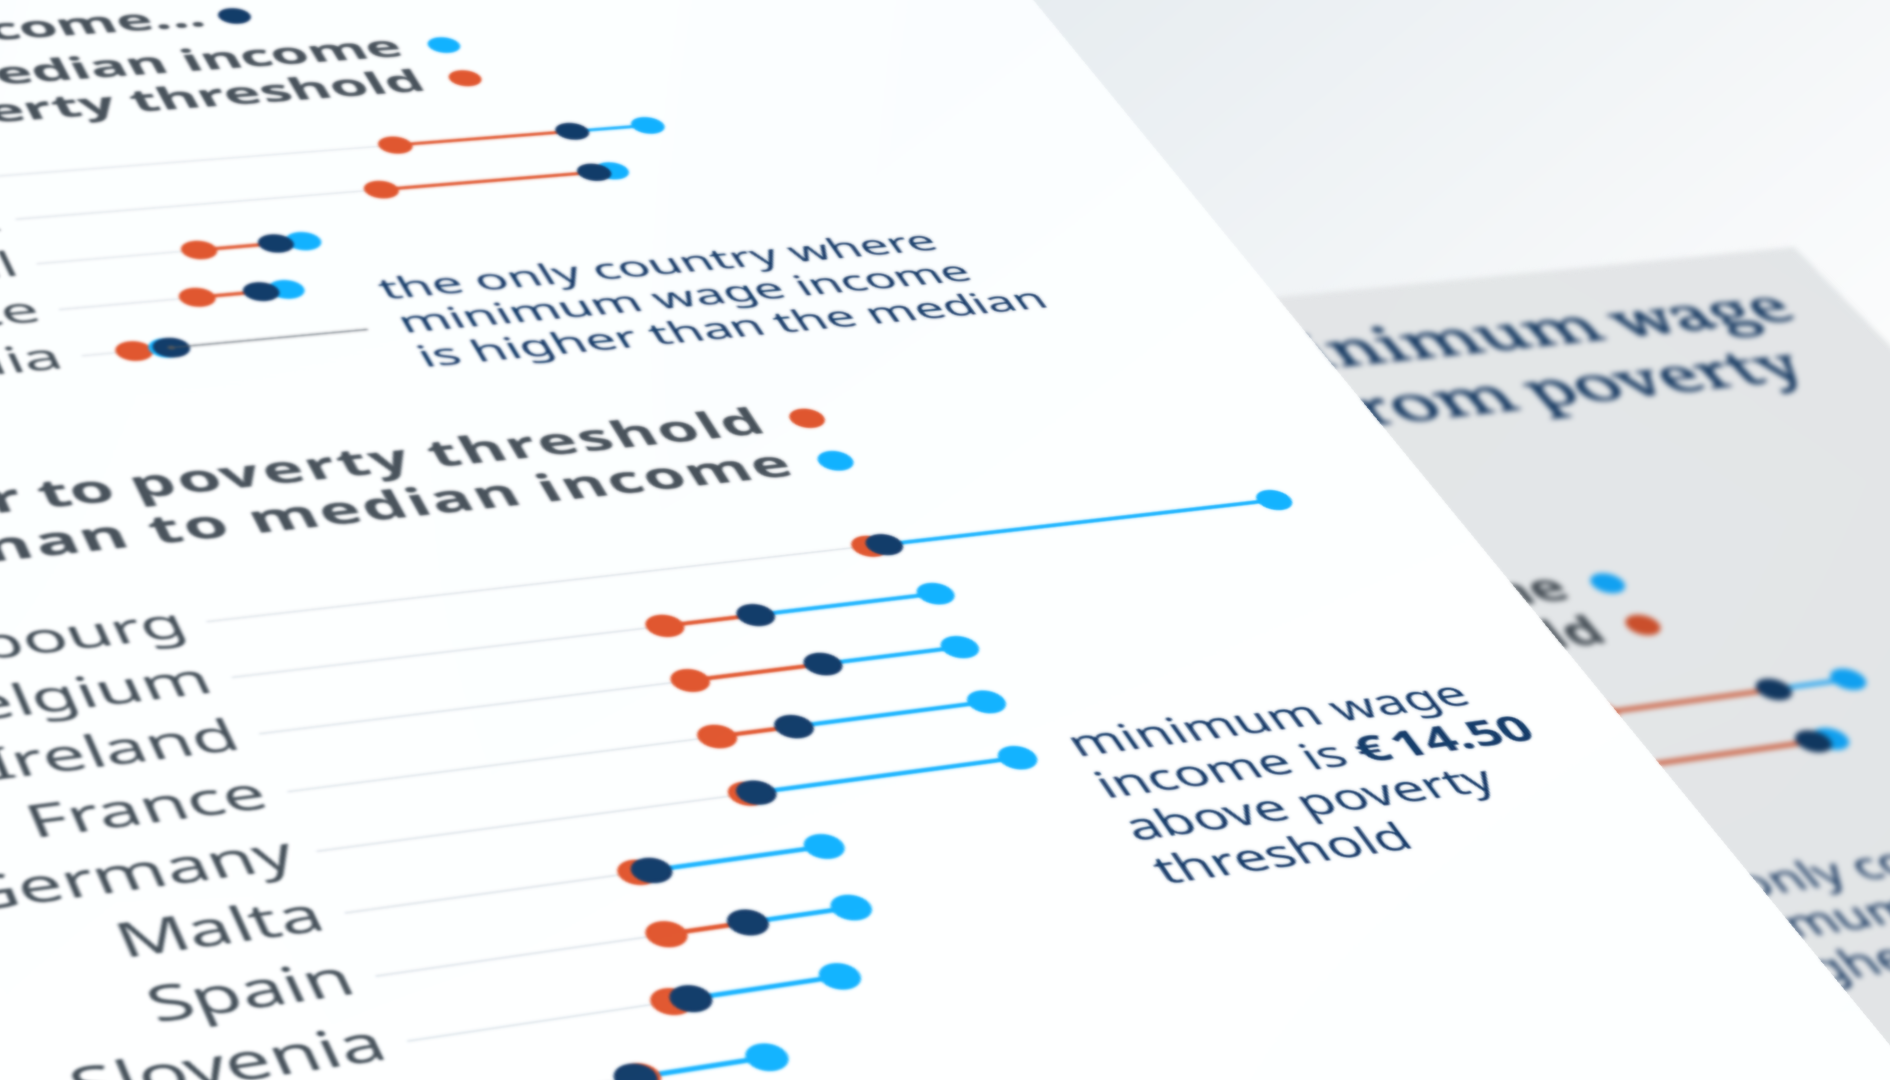 come...
edian income
erty threshold
the only country where
minimum wage income
is higher than the median
r to poverty threshold
han to median income
bourg
elgium
Ireland
France
Germany
Malta
Spain
Slovenia
minimum wage
income is €14.50
above poverty
threshold
nimum wage
rom poverty
only co
mum
ghe